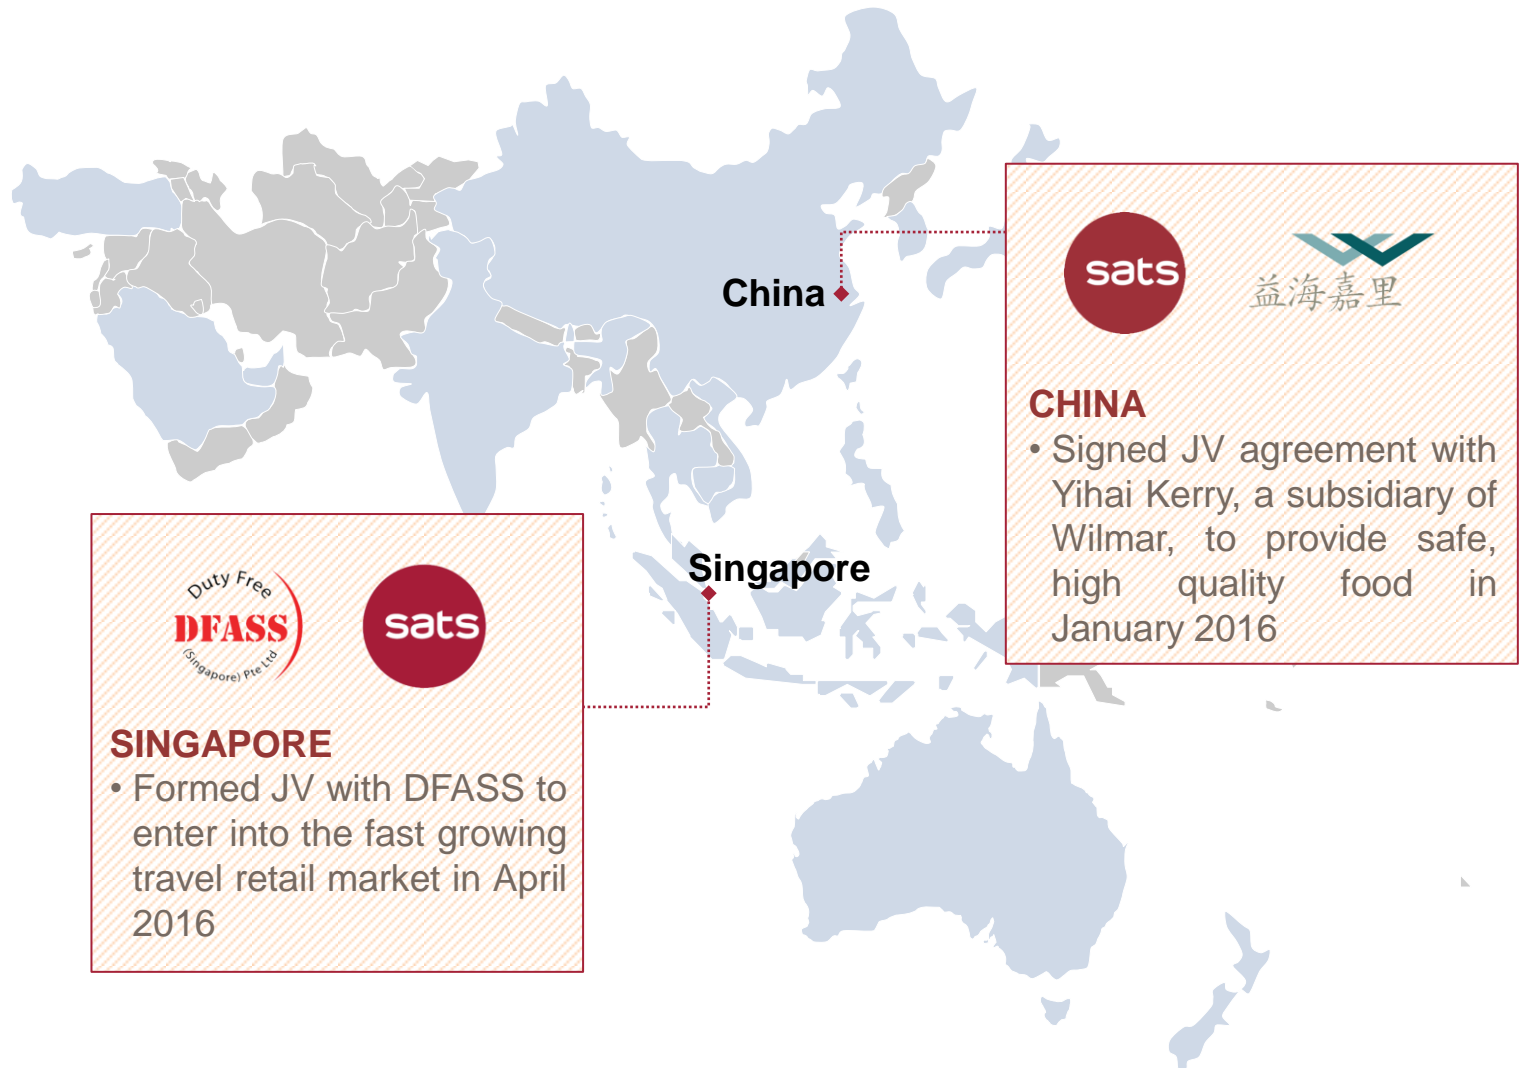 China
sats
益海嘉里
CHINA
• Signed JV agreement with
Yihai Kerry, a subsidiary of
Wilmar, to provide safe,
high quality food in
January 2016
Singapore
Duty Free
DFASS
(Singapore) Pte Ltd
sats
SINGAPORE
• Formed JV with DFASS to
enter into the fast growing
travel retail market in April
2016